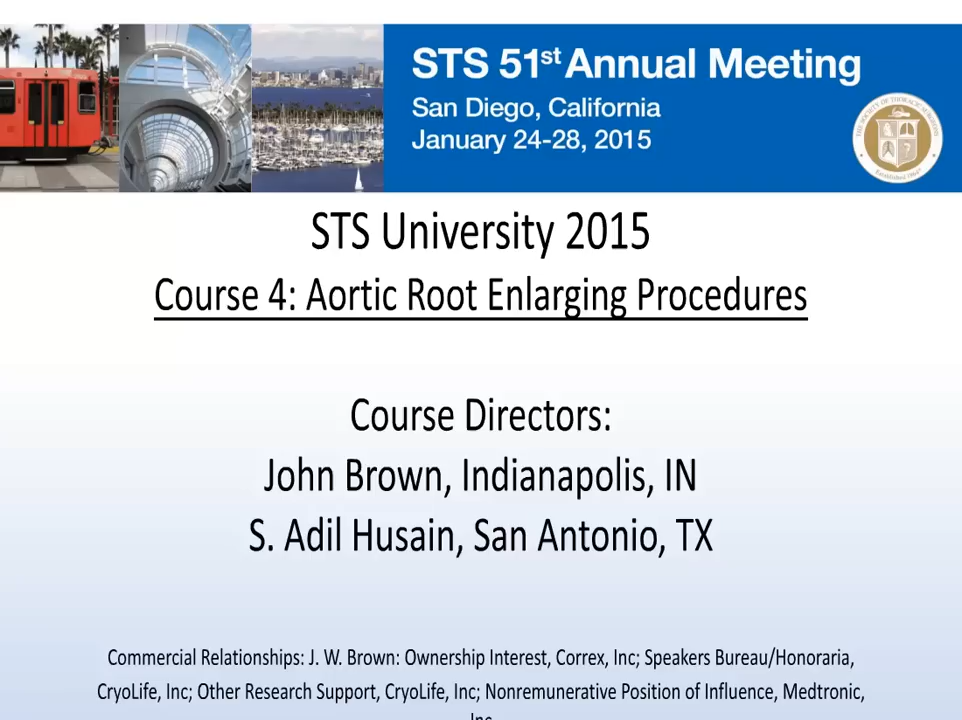 STS 51st Annual Meeting
San Diego, California
January 24-28, 2015
STS University 2015
Course 4: Aortic Root Enlarging Procedures
Course Directors:
John Brown, Indianapolis, IN
S. Adil Husain, San Antonio, TX
Commercial Relationships: J. W. Brown: Ownership Interest, Correx, Inc; Speakers Bureau/Honoraria,
CryoLife, Inc; Other Research Support, CryoLife, Inc; Nonremunerative Position of Influence, Medtronic,
Inc